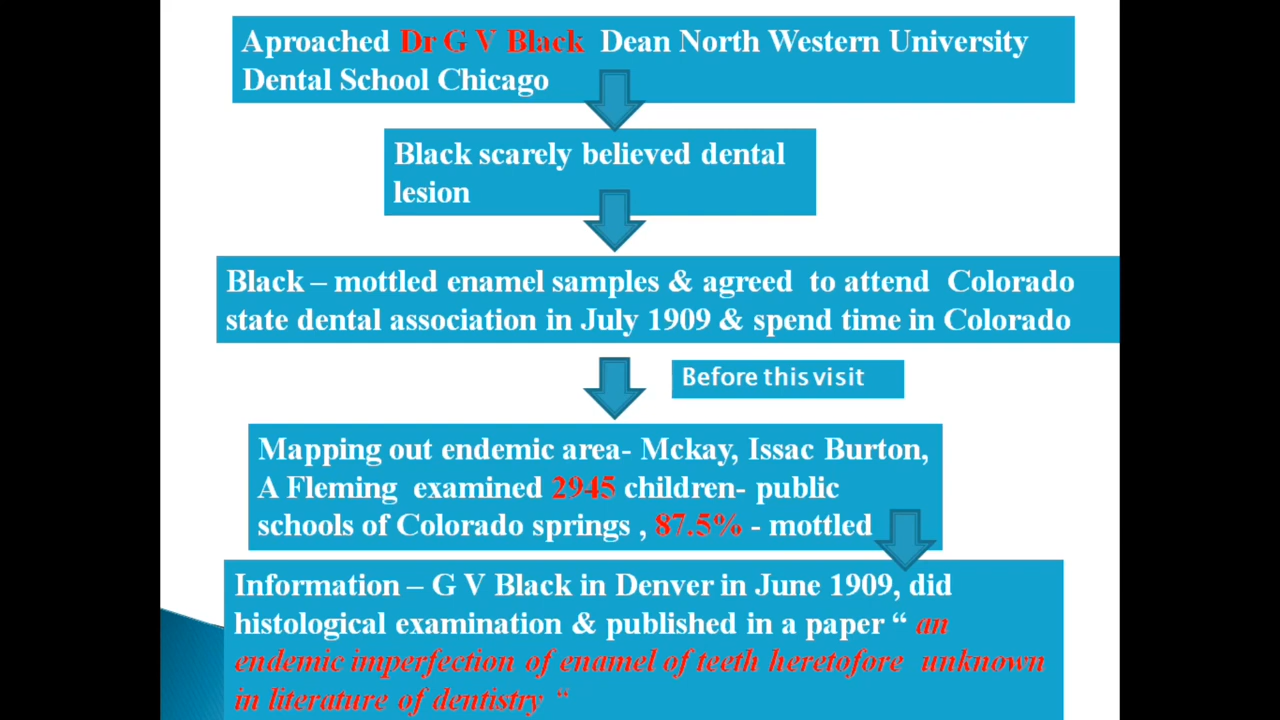 Aproached Dr G V Black Dean North Western University
Dental School Chicago
Black scarely believed dental
lesion
Black – mottled enamel samples & agreed to attend Colorado
state dental association in July 1909 & spend time in Colorado
Before this visit
Mapping out endemic area- Mckay, Issac Burton,
A Fleming examined 2945 children- public
schools of Colorado springs , 87.5% - mottled
Information – G V Black in Denver in June 1909, did
histological examination & published in a paper “ an
endemic imperfection of enamel of teeth heretofore unknown
in literature of dentistry “